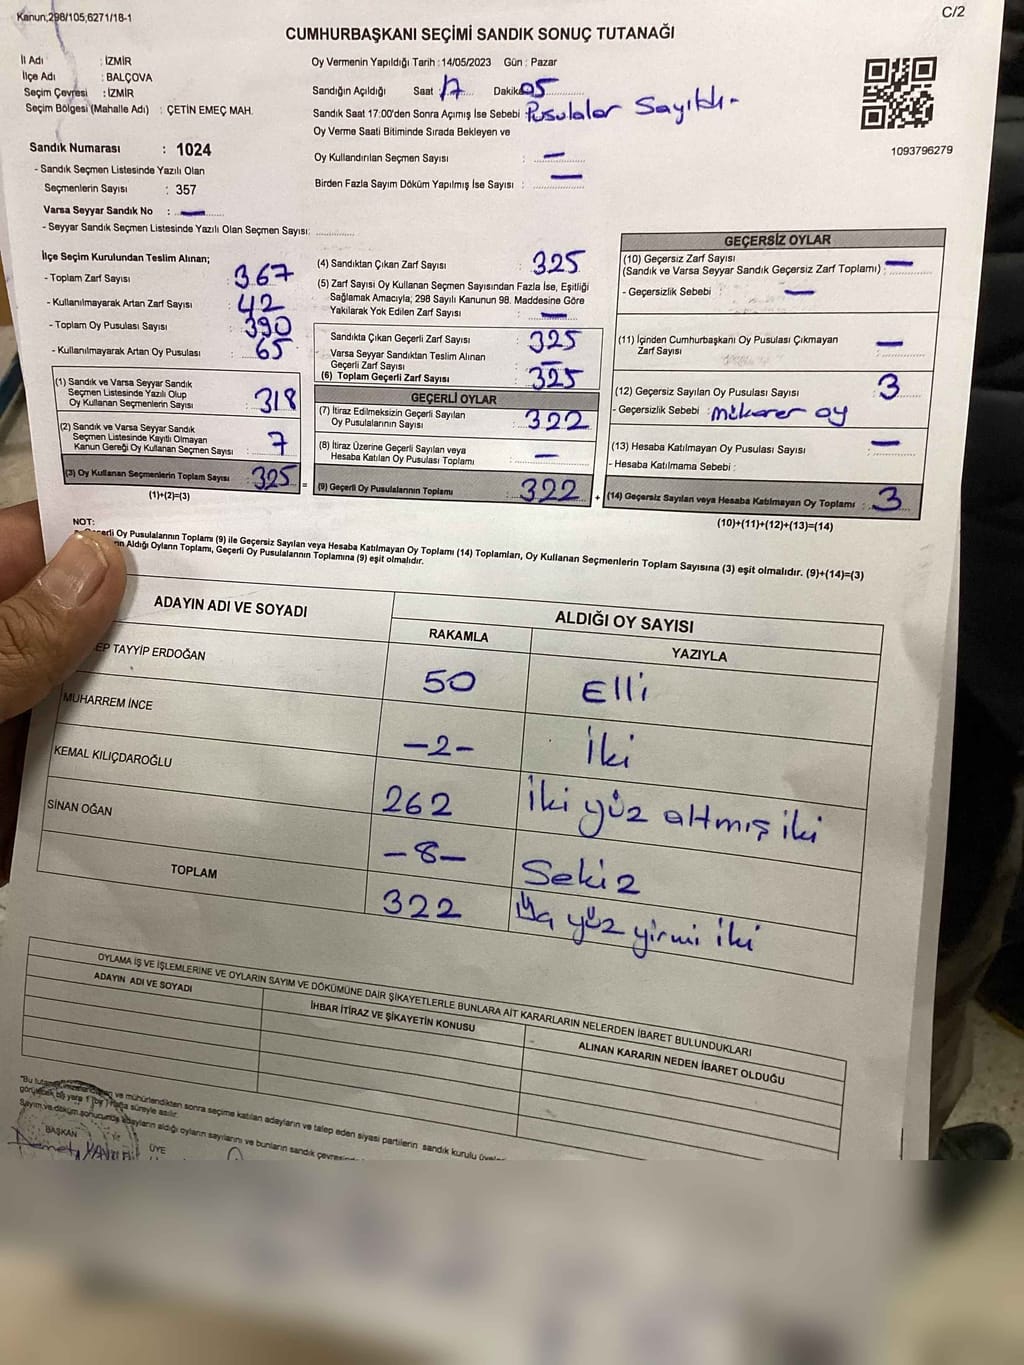 Kanun;298/105,6271/18-1
C/2
CUMHURBAŞKANI SEÇİMİ SANDIK SONUÇ TUTANAĞI
İl Adı : İZMİR
İlçe Adı : BALÇOVA
Seçim Çevresi : İZMİR
Seçim Bölgesi (Mahalle Adı) : ÇETİN EMEÇ MAH.
Oy Vermenin Yapıldığı Tarih :14/05/2023 Gün : Pazar
Sandığın Açıldığı Saat 17 Dakika 05
Sandık Saat 17:00'den Sonra Açımış İse Sebebi : Pusulalar Sayıldı-
Oy Verme Saati Bitiminde Sırada Bekleyen ve
Oy Kullandırılan Seçmen Sayısı : —
Birden Fazla Sayım Döküm Yapılmış İse Sayısı : —
1093796279
Sandık Numarası : 1024
- Sandık Seçmen Listesinde Yazılı Olan
Seçmenlerin Sayısı : 357
Varsa Seyyar Sandık No : —
- Seyyar Sandık Seçmen Listesinde Yazılı Olan Seçmen Sayısı:
İlçe Seçim Kurulundan Teslim Alınan;
- Toplam Zarf Sayısı : 367
- Kullanılmayarak Artan Zarf Sayısı : 42
- Toplam Oy Pusulası Sayısı : 390
- Kullanılmayarak Artan Oy Pusulası : 65
(1) Sandık ve Varsa Seyyar Sandık
Seçmen Listesinde Yazılı Olup
Oy Kullanan Seçmenlerin Sayısı : 318
(2) Sandık ve Varsa Seyyar Sandık
Seçmen Listesinde Kayıtlı Olmayan
Kanun Gereği Oy Kullanan Seçmen Sayısı : 7
(3) Oy Kullanan Seçmenlerin Toplam Sayısı : 325 =
(1)+(2)=(3)
(4) Sandıktan Çıkan Zarf Sayısı : 325
(5) Zarf Sayısı Oy Kullanan Seçmen Sayısından Fazla İse, Eşitliği
Sağlamak Amacıyla, 298 Sayılı Kanunun 98. Maddesine Göre
Yakılarak Yok Edilen Zarf Sayısı : —
Sandıkta Çıkan Geçerli Zarf Sayısı : 325
Varsa Seyyar Sandıktan Teslim Alınan
Geçerli Zarf Sayısı : —
(6) Toplam Geçerli Zarf Sayısı : 325
GEÇERLİ OYLAR
(7) İtiraz Edilmeksizin Geçerli Sayılan
Oy Pusulalarının Sayısı : 322
(8) İtiraz Üzerine Geçerli Sayılan veya
Hesaba Katılan Oy Pusulası Toplamı : —
(9) Geçerli Oy Pusulalarının Toplamı : 322 +
GEÇERSİZ OYLAR
(10) Geçersiz Zarf Sayısı
(Sandık ve Varsa Seyyar Sandık Geçersiz Zarf Toplamı) : —
- Geçersizlik Sebebi : —
(11) İçinden Cumhurbaşkanı Oy Pusulası Çıkmayan
Zarf Sayısı : —
(12) Geçersiz Sayılan Oy Pusulası Sayısı : 3
- Geçersizlik Sebebi : mükerer oy
(13) Hesaba Katılmayan Oy Pusulası Sayısı : —
- Hesaba Katılmama Sebebi :
(14) Geçersiz Sayılan veya Hesaba Katılmayan Oy Toplamı : 3
(10)+(11)+(12)+(13)=(14)
NOT:
Oy Pusulalarının Toplamı (9) ile Geçersiz Sayılan veya Hesaba Katılmayan Oy Toplamı (14) Toplamları, Oy Kullanan Seçmenlerin Toplam Sayısına (3) eşit olmalıdır. (9)+(14)=(3)
Aldığı Oyların Toplamı, Geçerli Oy Pusulalarının Toplamına (9) eşit olmalıdır.
ADAYIN ADI VE SOYADI
ALDIĞI OY SAYISI
RAKAMLA YAZIYLA
EP TAYYİP ERDOĞAN 50 Elli
MUHARREM İNCE -2- İki
KEMAL KILIÇDAROĞLU 262 İki yüz altmış iki
SİNAN OĞAN -8- Sekiz
TOPLAM 322 Üç yüz yirmi iki
OYLAMA İŞ VE İŞLEMLERİNE VE OYLARIN SAYIM VE DÖKÜMÜNE DAİR ŞİKAYETLERLE BUNLARA AİT KARARLARIN NELERDEN İBARET BULUNDUKLARI
ADAYIN ADI VE SOYADI
İHBAR İTİRAZ VE ŞİKAYETİN KONUSU
ALINAN KARARIN NEDEN İBARET OLDUĞU
ve mühürlendikten sonra seçime katılan adayların ve talep eden siyasi partilerin sandık kurulu
süreyle asılır.
Sayım ve döküm sonucunda adayların aldığı oyların sayılarını ve bunların sandık
BAŞKAN ÜYE